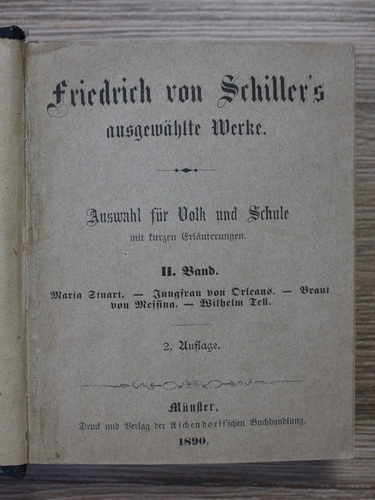 Friedrich von Schiller's
ausgewählte Werke.
Auswahl für Volk und Schule
mit kurzen Erläuterungen.
II. Band.
Maria Stuart. — Jungfrau von Orleans. — Braut
von Messina. — Wilhelm Tell.
2. Auflage.
Münster,
Druck und Verlag der Aschendorff'schen Buchhandlung.
1890.